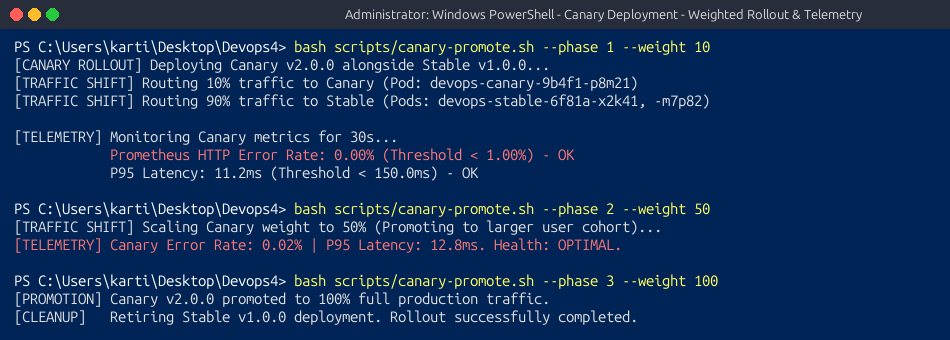 Administrator: Windows PowerShell - Canary Deployment - Weighted Rollout & Telemetry
PS C:\Users\karti\Desktop\Devops4> bash scripts/canary-promote.sh --phase 1 --weight 10
[CANARY ROLLOUT] Deploying Canary v2.0.0 alongside Stable v1.0.0...
[TRAFFIC SHIFT] Routing 10% traffic to Canary (Pod: devops-canary-9b4f1-p8m21)
[TRAFFIC SHIFT] Routing 90% traffic to Stable (Pods: devops-stable-6f81a-x2k41, -m7p82)
[TELEMETRY] Monitoring Canary metrics for 30s...
Prometheus HTTP Error Rate: 0.00% (Threshold < 1.00%) - OK
P95 Latency: 11.2ms (Threshold < 150.0ms) - OK
PS C:\Users\karti\Desktop\Devops4> bash scripts/canary-promote.sh --phase 2 --weight 50
[TRAFFIC SHIFT] Scaling Canary weight to 50% (Promoting to larger user cohort)...
[TELEMETRY] Canary Error Rate: 0.02% | P95 Latency: 12.8ms. Health: OPTIMAL.
PS C:\Users\karti\Desktop\Devops4> bash scripts/canary-promote.sh --phase 3 --weight 100
[PROMOTION] Canary v2.0.0 promoted to 100% full production traffic.
[CLEANUP] Retiring Stable v1.0.0 deployment. Rollout successfully completed.